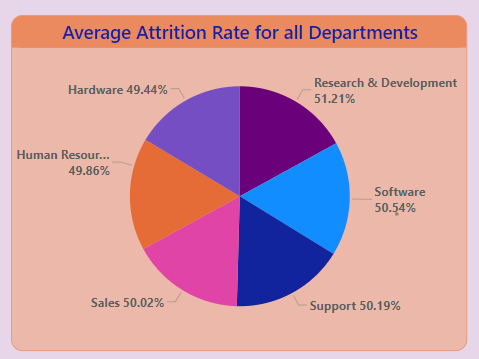 Average Attrition Rate for all Departments
Hardware 49.44%
Research & Development
51.21%
Human Resour...
49.86%
Software
50.54%
Sales 50.02%
Support 50.19%